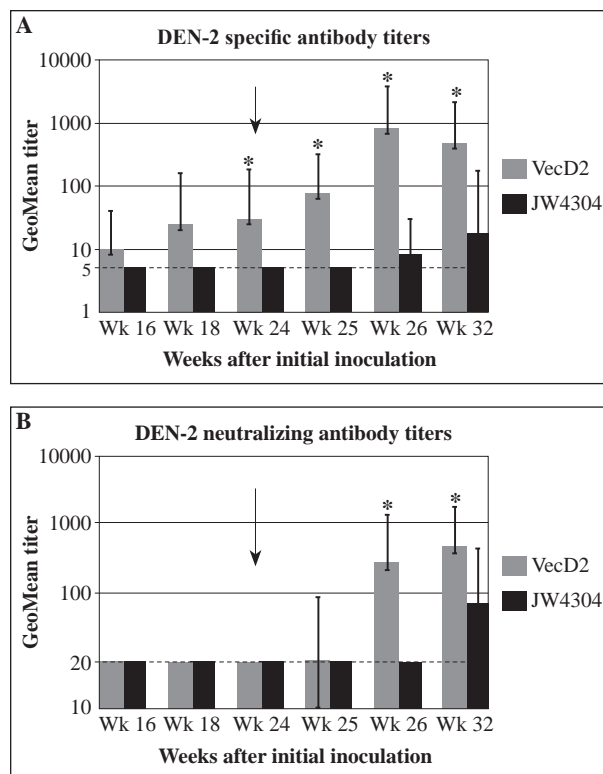 A
DEN-2 specific antibody titers
10000
1000
100
10
5
1
GeoMean titer
* * * *
VecD2
JW4304
Wk 16 Wk 18 Wk 24 Wk 25 Wk 26 Wk 32
Weeks after initial inoculation
B
DEN-2 neutralizing antibody titers
10000
1000
100
20
10
GeoMean titer
* *
VecD2
JW4304
Wk 16 Wk 18 Wk 24 Wk 25 Wk 26 Wk 32
Weeks after initial inoculation